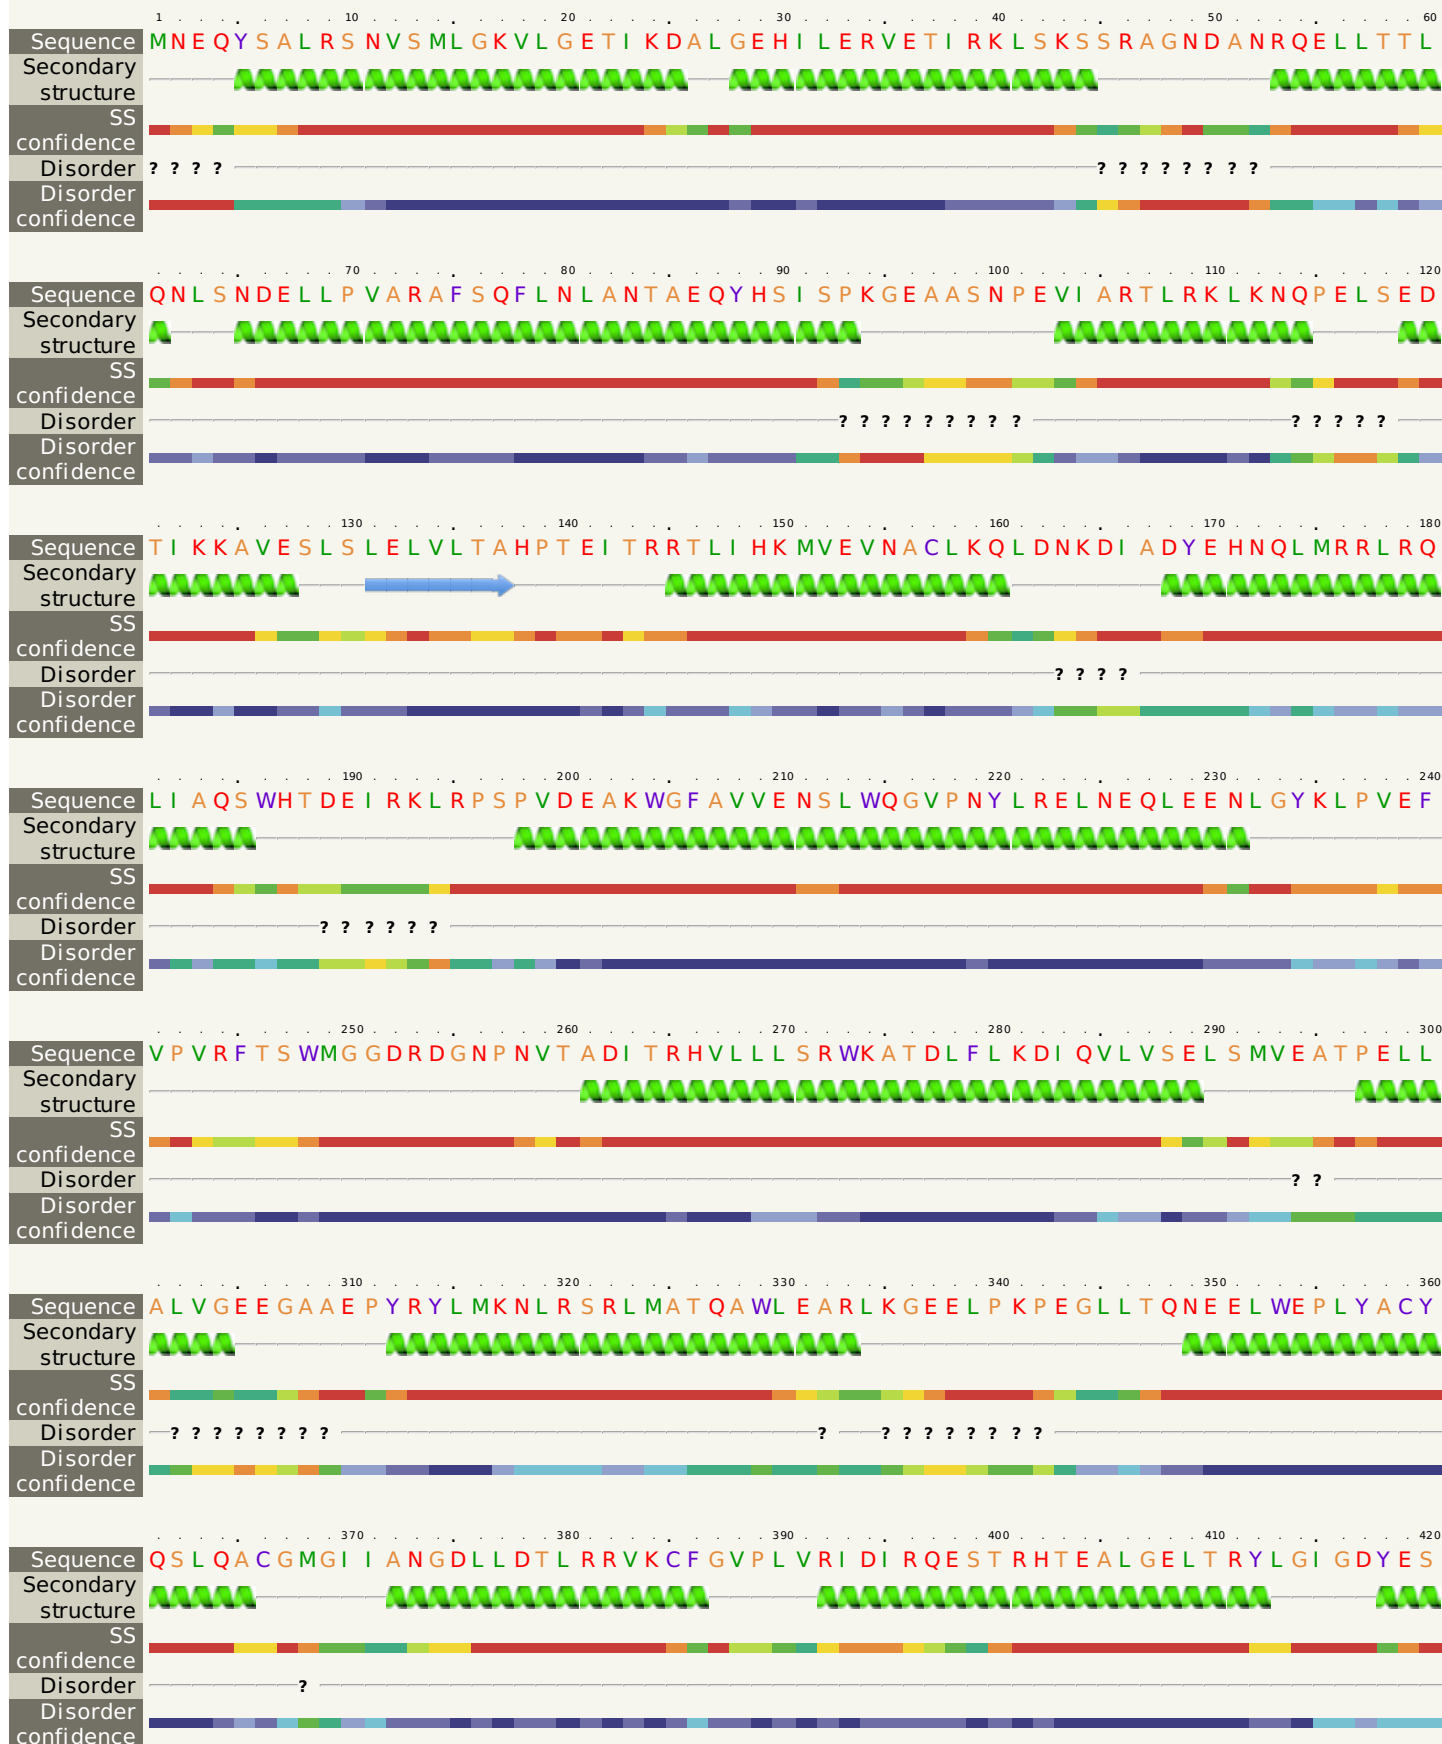 1 10 20 30 40 50 60
Sequence MNEQYSALRSNVSMLGKVLGETIKDALGEHILERVETIRKLSKSSRAGNDANRQELLTTL
Secondary
structure
SS
confidence
Disorder ? ? ? ? ? ? ? ? ? ? ? ?
Disorder
confidence
70 80 90 100 110 120
Sequence QNLSNDELLPVARAFSQFLNLANTAEQYHSISPKGEAASNPEVIARTLRKLKNQPELSED
Secondary
structure
SS
confidence
Disorder ? ? ? ? ? ? ? ? ? ? ? ? ? ?
Disorder
confidence
130 140 150 160 170 180
Sequence TIKKAVESLSLELVLTAHPTEITRRTLIHKMVEVNACLKQLDNKDIADYEHNQLMRRLRQ
Secondary
structure
SS
confidence
Disorder ? ? ? ?
Disorder
confidence
190 200 210 220 230 240
Sequence LIAQSWHTDEIRKLRPSPVDEAKWGFAVVENSLWQGVPNYLRELNEQLEENLGYKLPVEF
Secondary
structure
SS
confidence
Disorder ? ? ? ? ? ?
Disorder
confidence
250 260 270 280 290 300
Sequence VPVRFTSWMGGDRDGNPNVTADITRHVLLLSRWKATDLFLKDIQVLVSELSMVEATPELL
Secondary
structure
SS
confidence
Disorder ? ?
Disorder
confidence
310 320 330 340 350 360
Sequence ALVGEEGAAEPYRYLMKNLRSRLMATQAWLEARLKGEELPKPEGLLTQNEELWEPLYACY
Secondary
structure
SS
confidence
Disorder ? ? ? ? ? ? ? ? ? ? ? ? ? ? ? ? ?
Disorder
confidence
370 380 390 400 410 420
Sequence QSLQACGMGIIANGDLLDTLRRVKCFGVPLVRIDIRQESTRHTEALGELTRYLGIGDYES
Secondary
structure
SS
confidence
Disorder ?
Disorder
confidence